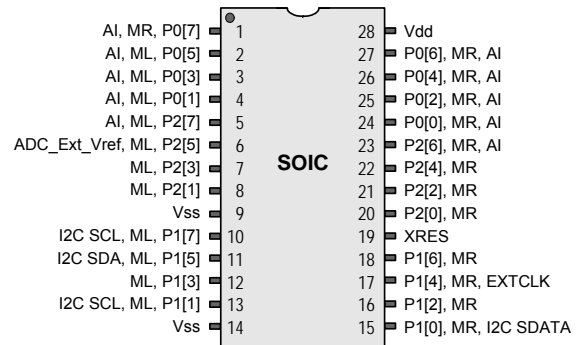 AI, MR, P0[7] 1 28 Vdd
AI, ML, P0[5] 2 27 P0[6], MR, AI
AI, ML, P0[3] 3 26 P0[4], MR, AI
AI, ML, P0[1] 4 25 P0[2], MR, AI
AI, ML, P2[7] 5 24 P0[0], MR, AI
ADC_Ext_Vref, ML, P2[5] 6 23 P2[6], MR, AI
SOIC
ML, P2[3] 7 22 P2[4], MR
ML, P2[1] 8 21 P2[2], MR
Vss 9 20 P2[0], MR
I2C SCL, ML, P1[7] 10 19 XRES
I2C SDA, ML, P1[5] 11 18 P1[6], MR
ML, P1[3] 12 17 P1[4], MR, EXTCLK
I2C SCL, ML, P1[1] 13 16 P1[2], MR
Vss 14 15 P1[0], MR, I2C SDATA